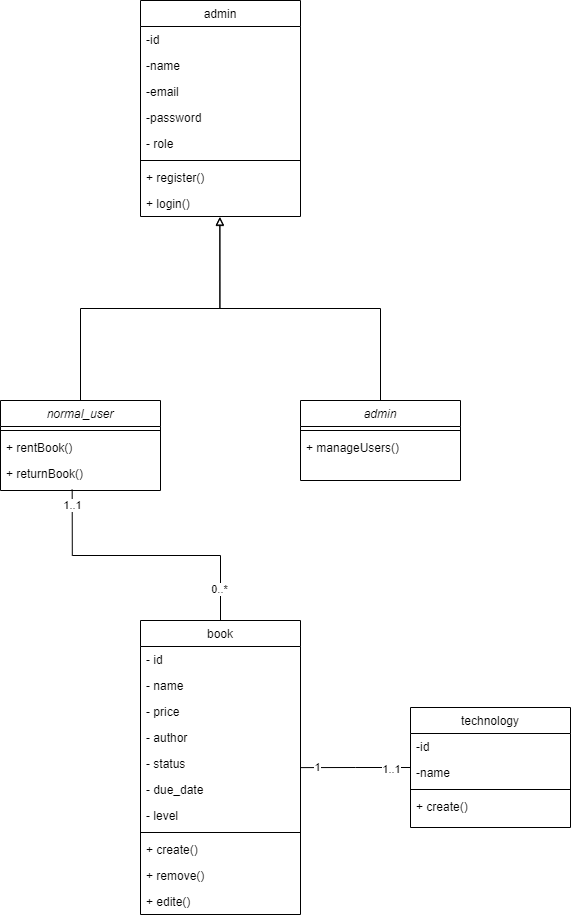 admin
-id
-name
-email
-password
- role
+ register()
+ login()
normal_user
+ rentBook()
+ returnBook()
admin
+ manageUsers()
1..1
0..*
book
- id
- name
- price
- author
- status
- due_date
- level
+ create()
+ remove()
+ edite()
1
1..1
technology
-id
-name
+ create()